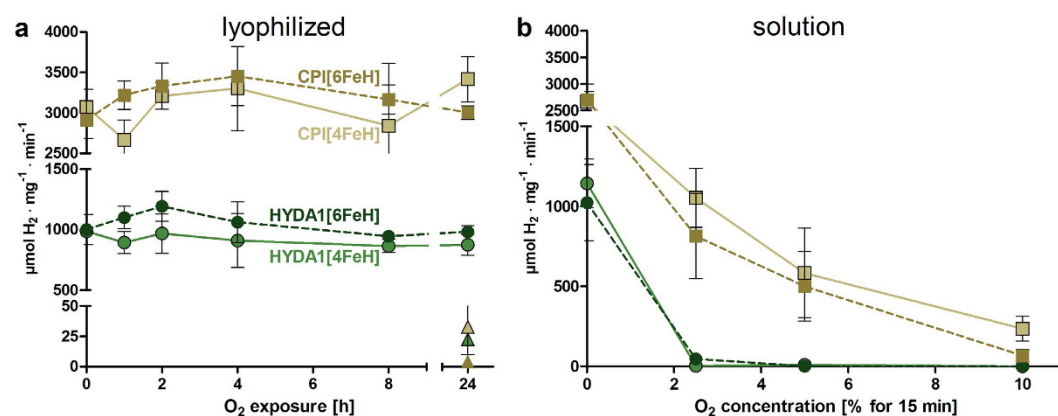 a lyophilized
µmol H2 · mg-1 · min-1
4000
3500
3000
2500
1500
1000
500
50
25
0
CPI[6FeH]
CPI[4FeH]
HYDA1[6FeH]
HYDA1[4FeH]
0 2 4 6 8 24
O2 exposure [h]
b solution
µmol H2 · mg-1 · min-1
4000
3500
3000
2500
1500
1000
500
0
0 2 4 6 8 10
O2 concentration [% for 15 min]